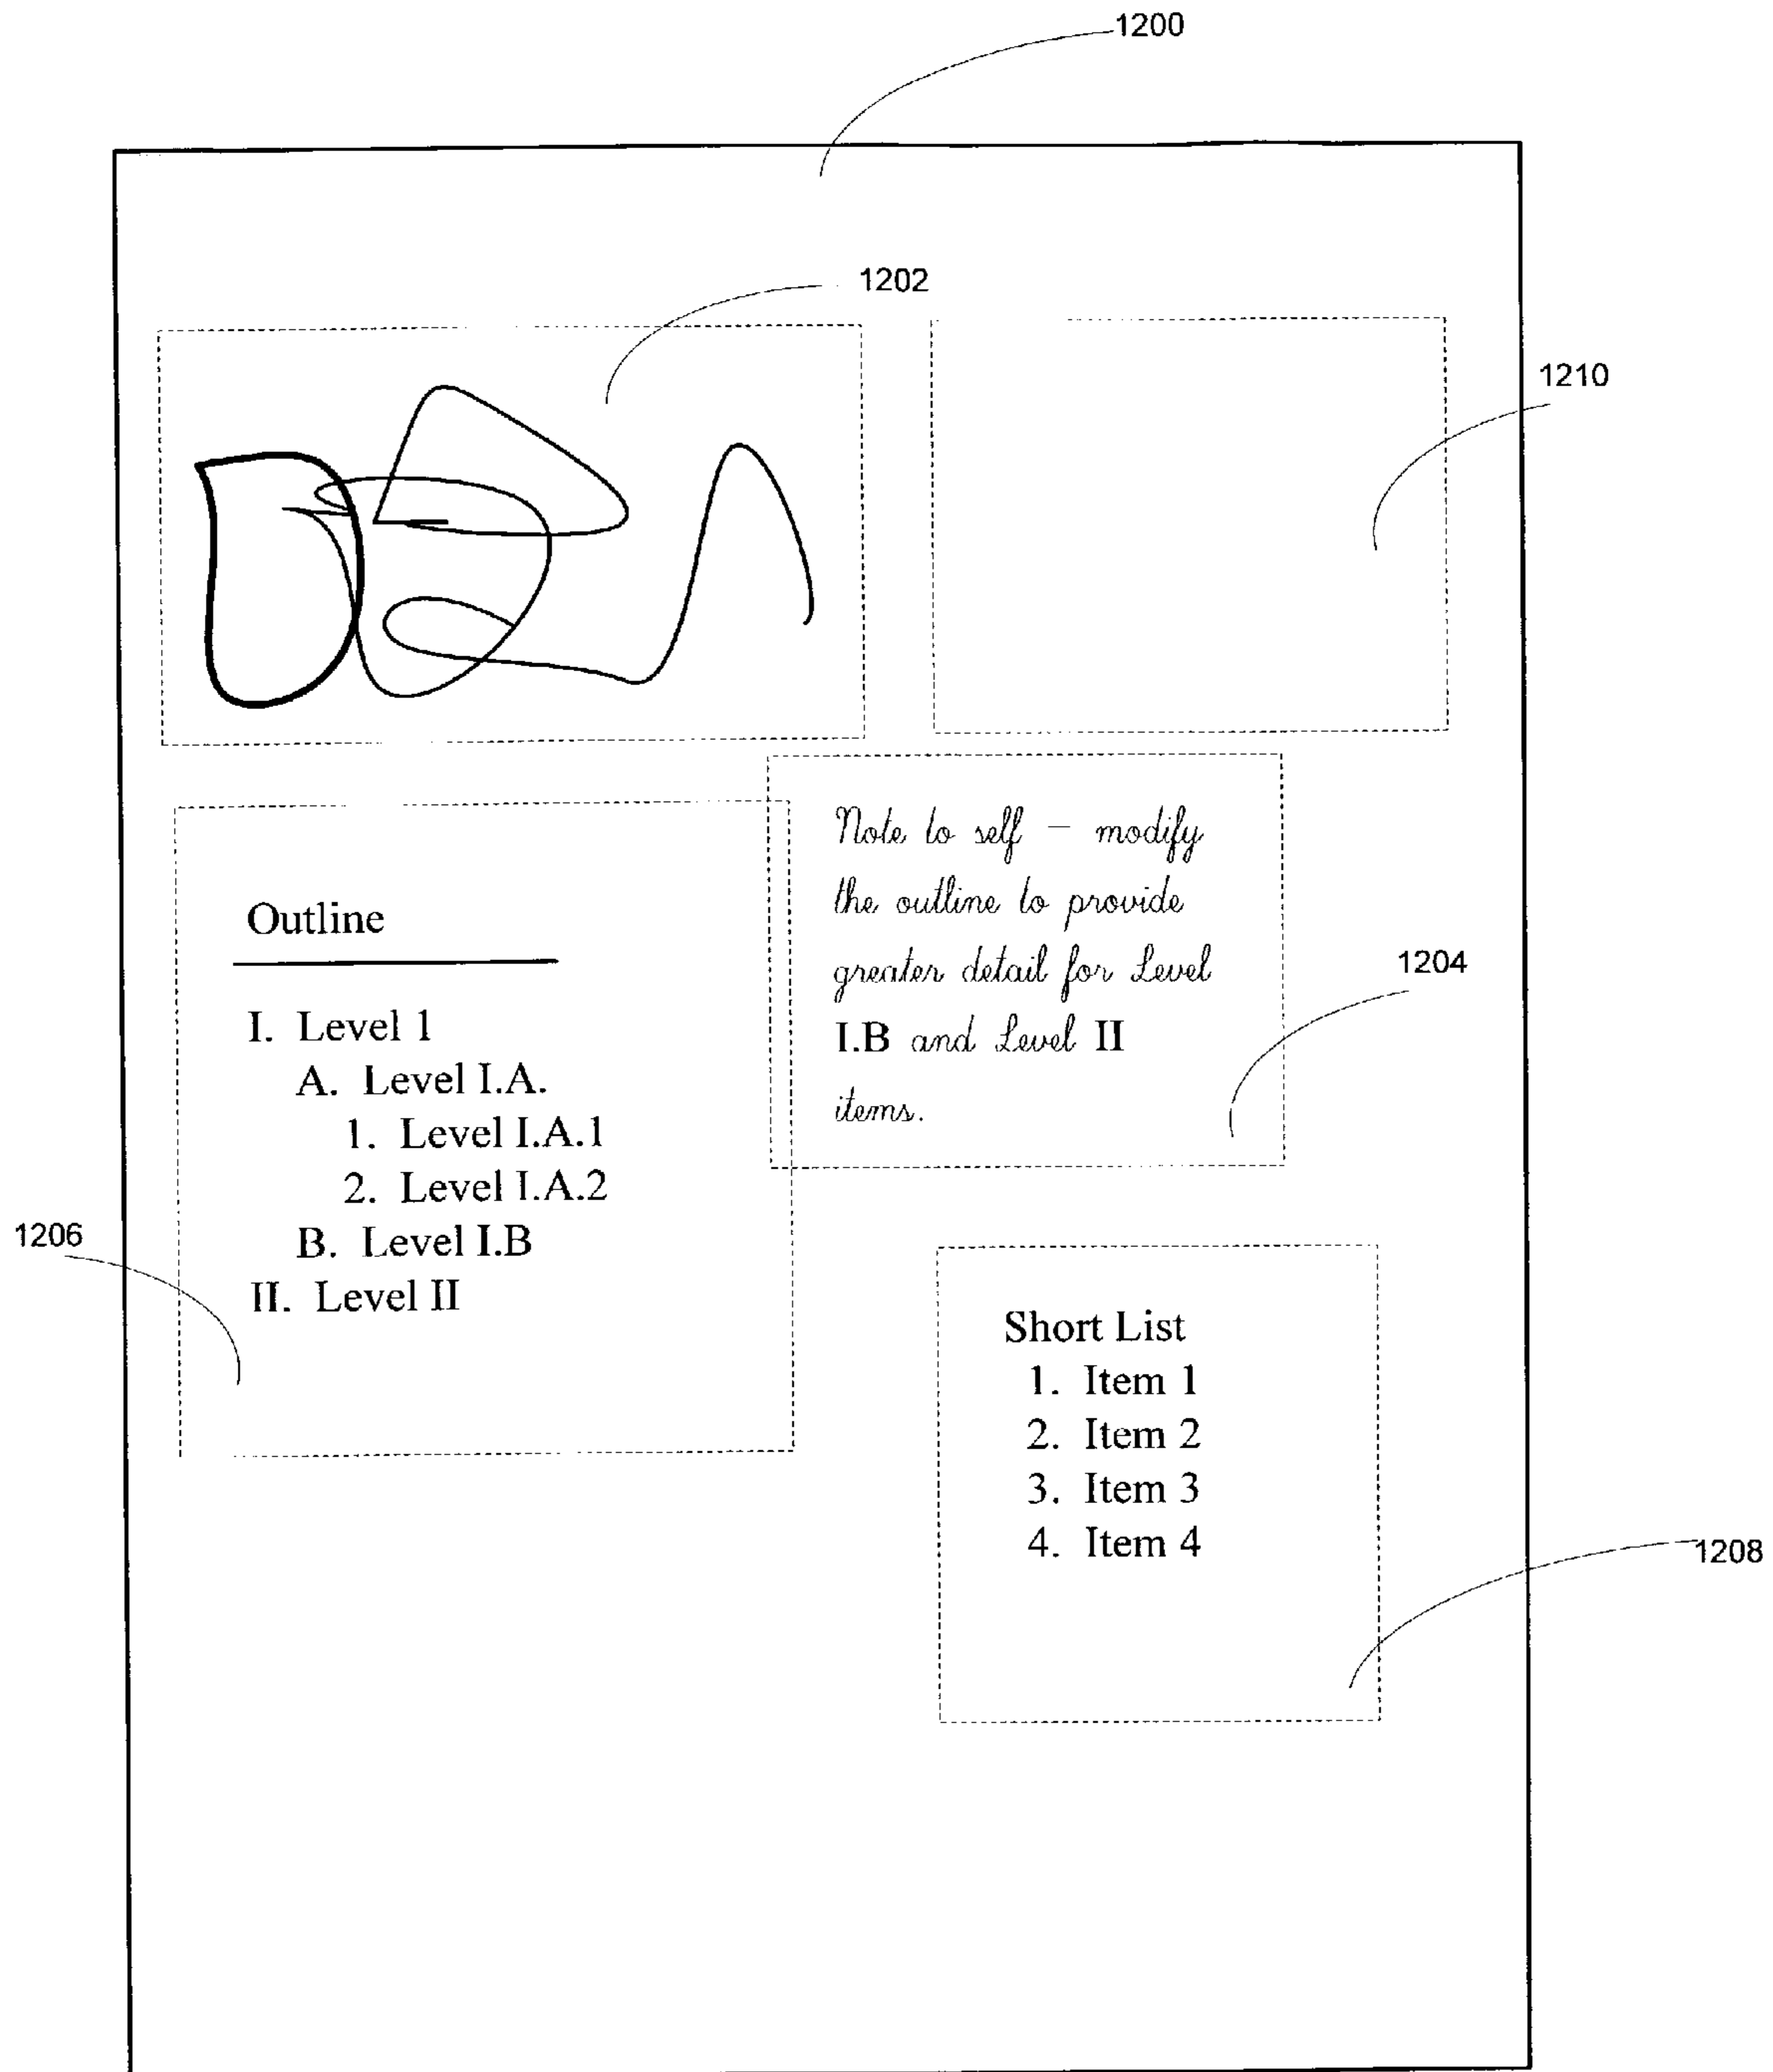 1200
1202
1210
Note to self – modify
the outline to provide
greater detail for Level
I.B and Level II
items.
1204
Outline
I. Level 1
A. Level I.A.
1. Level I.A.1
2. Level I.A.2
B. Level I.B
II. Level II
1206
Short List
1. Item 1
2. Item 2
3. Item 3
4. Item 4
1208